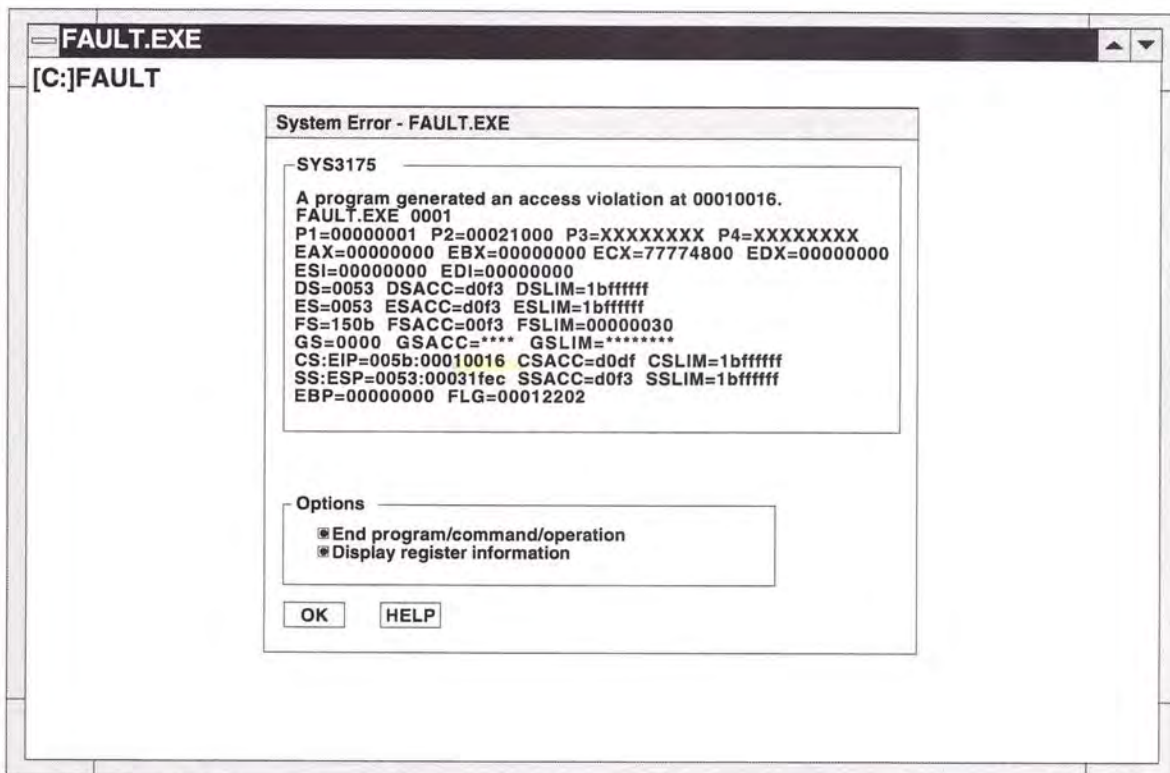 FAULT.EXE
[C:]FAULT
System Error - FAULT.EXE
SYS3175
A program generated an access violation at 00010016.
FAULT.EXE 0001
P1=00000001 P2=00021000 P3=XXXXXXXX P4=XXXXXXXX
EAX=00000000 EBX=00000000 ECX=77774800 EDX=00000000
ESI=00000000 EDI=00000000
DS=0053 DSACC=d0f3 DSLIM=1bffffff
ES=0053 ESACC=d0f3 ESLIM=1bffffff
FS=150b FSACC=00f3 FSLIM=00000030
GS=0000 GSACC=**** GSLIM=********
CS:EIP=005b:00010016 CSACC=d0df CSLIM=1bffffff
SS:ESP=0053:00031fec SSACC=d0f3 SSLIM=1bffffff
EBP=00000000 FLG=00012202
Options
End program/command/operation
Display register information
OK HELP